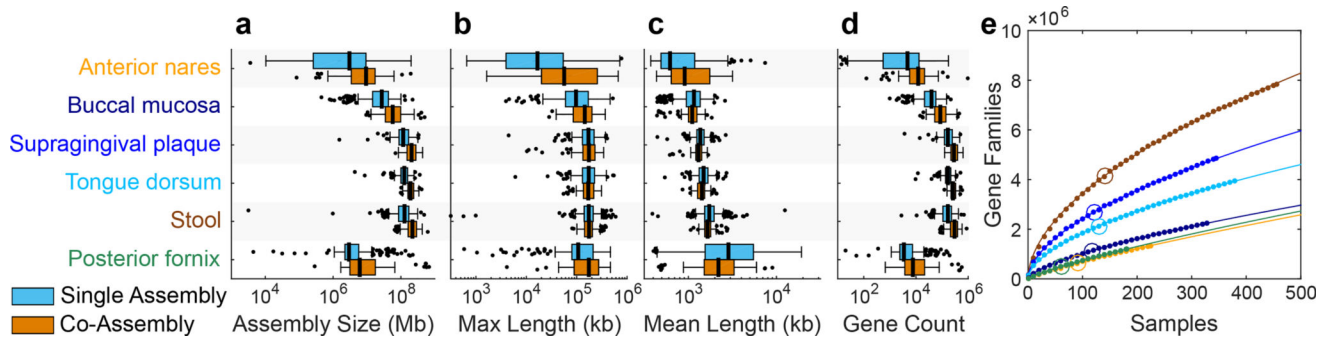 a b c d e
Anterior nares
Buccal mucosa
Supragingival plaque
Tongue dorsum
Stool
Posterior fornix
Single Assembly
Co-Assembly
10⁴ 10⁶ 10⁸
Assembly Size (Mb)
10³ 10⁴ 10⁵ 10⁶
Max Length (kb)
10³ 10⁴
Mean Length (kb)
10² 10⁴ 10⁶
Gene Count
×10⁶
10
8
6
4
2
0
Gene Families
0 100 200 300 400 500
Samples